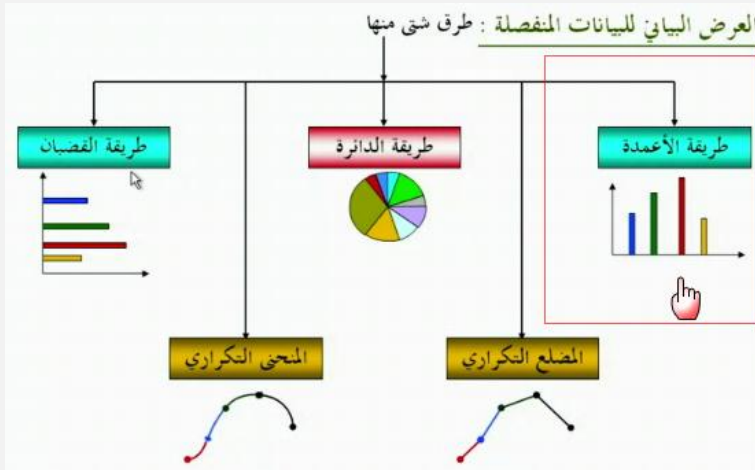 العرض البياني للبيانات المنفصلة : طرق شتى منها
طريقة الأعمدة
طريقة الدائرة
طريقة القضبان
المضلع التكراري
المنحنى التكراري